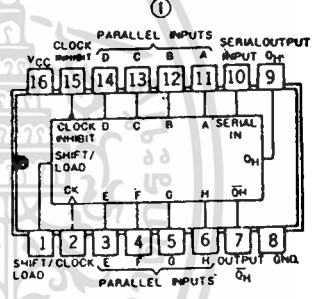 ①
PARALLEL INPUTS
CLOCK INHIBIT D C B A SERIAL INPUT OUTPUT QH
VCC
16 15 14 13 12 11 10 9
CLOCK INHIBIT D C B A SERIAL IN
SHIFT/ LOAD
QH
CK E F G H Q̅H
1 2 3 4 5 6 7 8
SHIFT/ LOAD CLOCK E F G H OUTPUT Q̅H GND
PARALLEL INPUTS